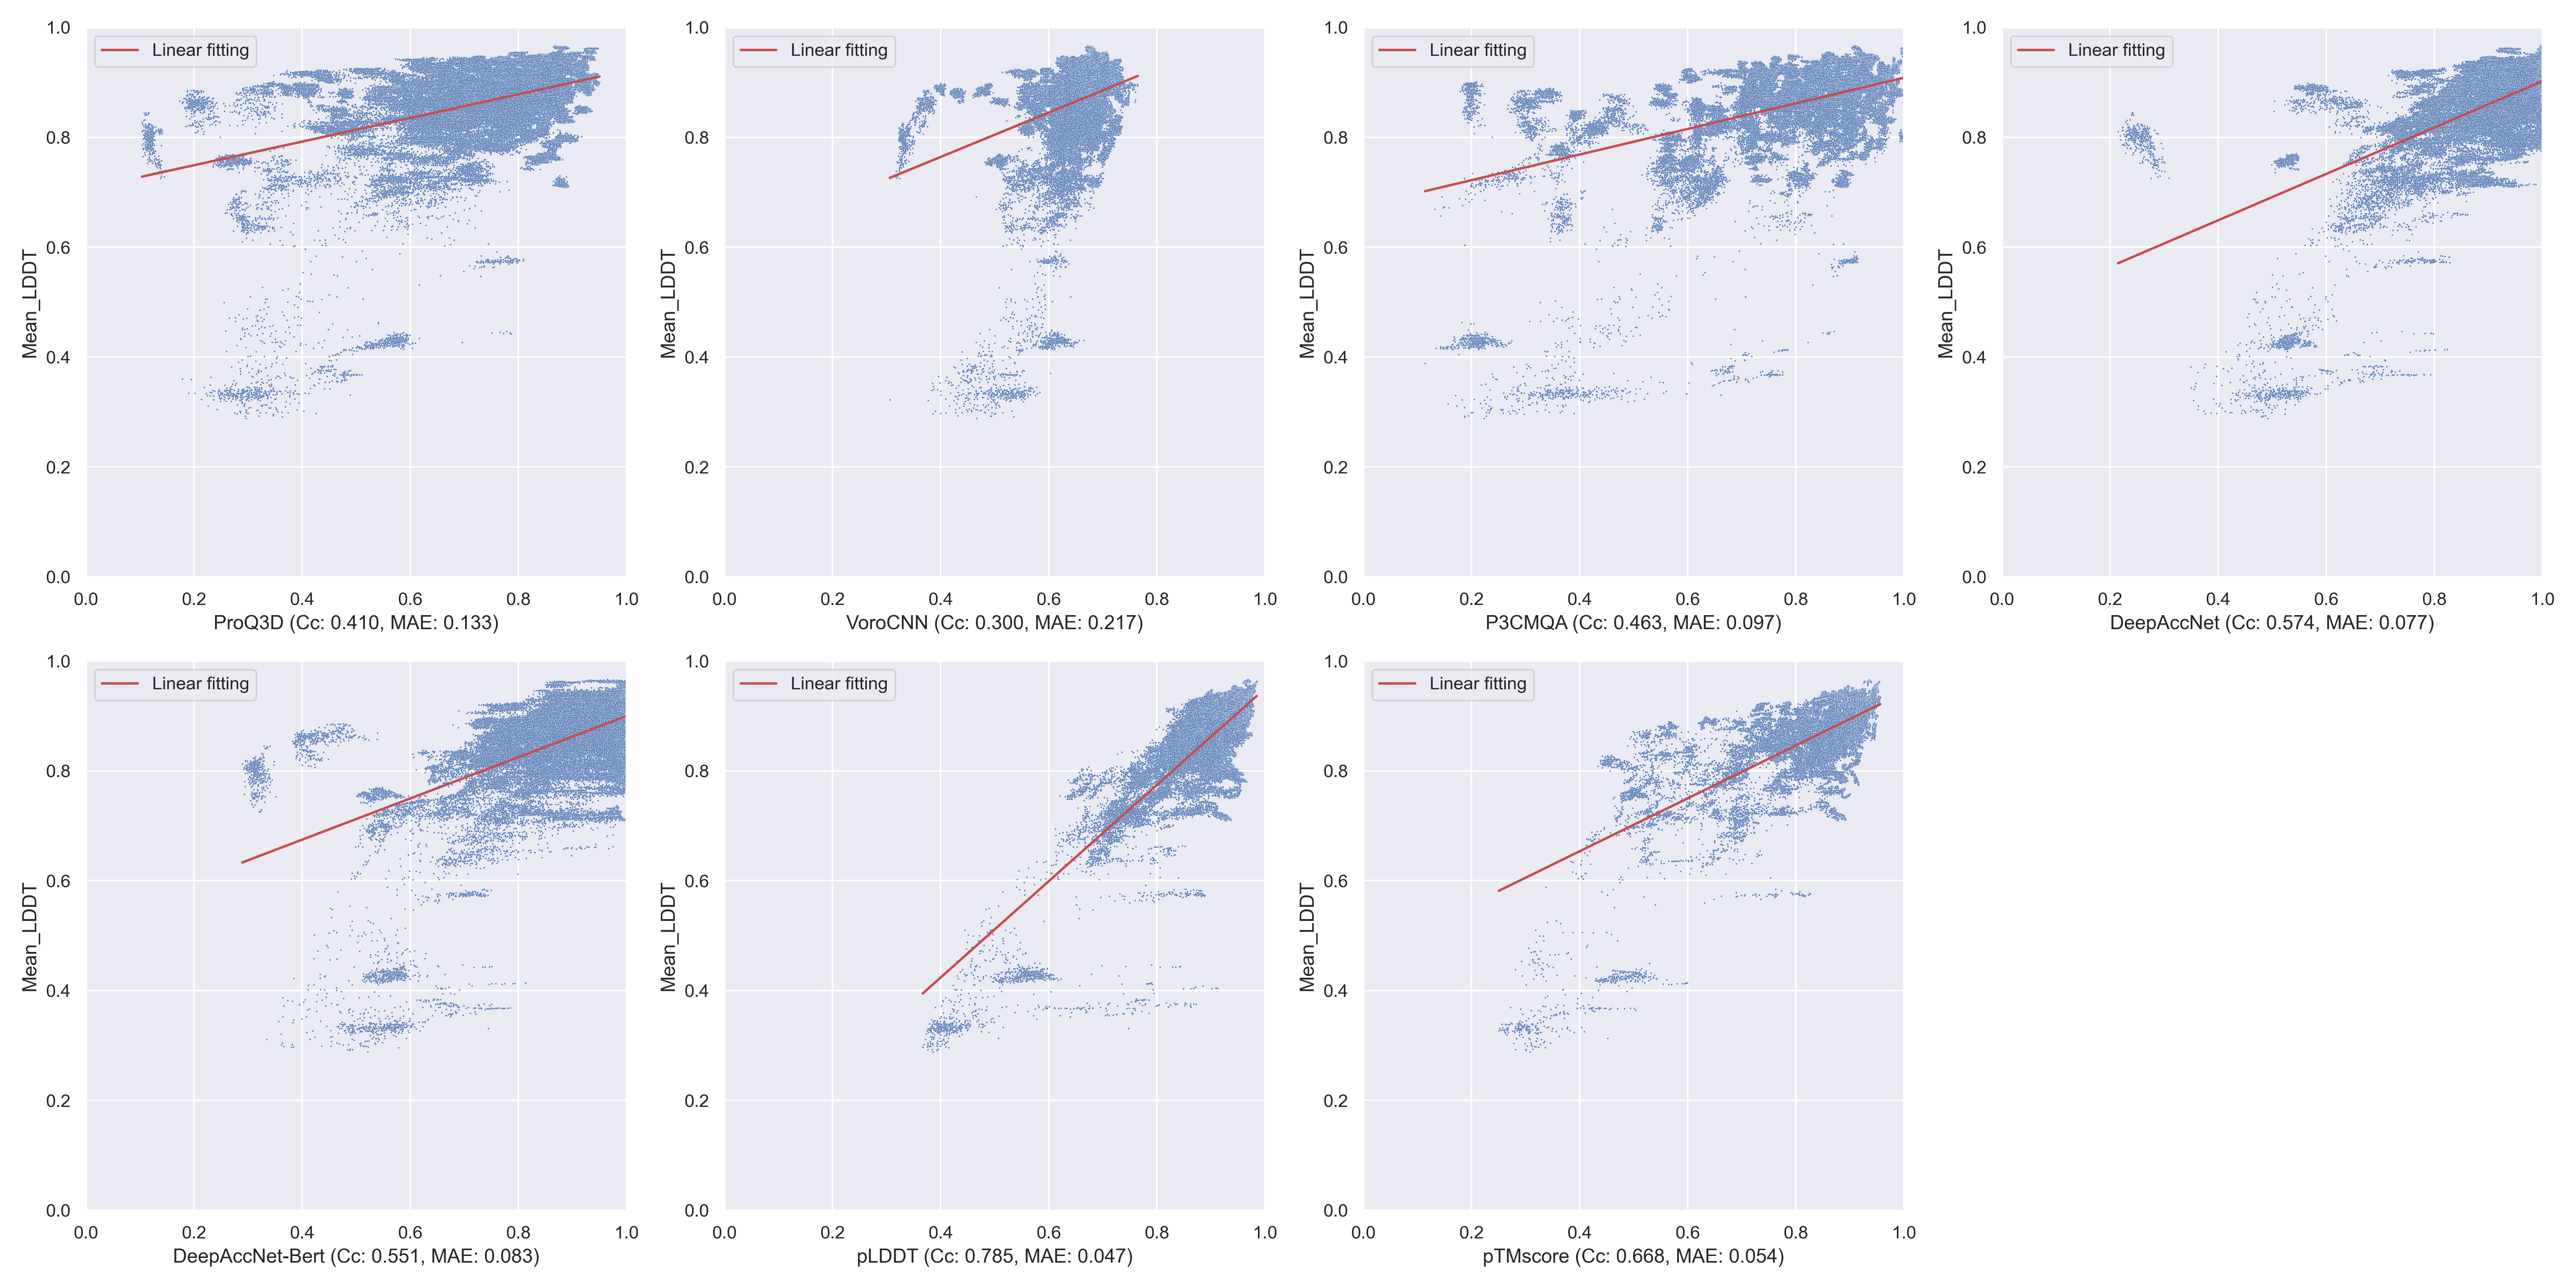 Linear fitting
1.0
0.8
0.6
0.4
0.2
0.0
Mean_LDDT
0.0 0.2 0.4 0.6 0.8 1.0
ProQ3D (Cc: 0.410, MAE: 0.133)
Linear fitting
1.0
0.8
0.6
0.4
0.2
0.0
Mean_LDDT
0.0 0.2 0.4 0.6 0.8 1.0
VoroCNN (Cc: 0.300, MAE: 0.217)
Linear fitting
1.0
0.8
0.6
0.4
0.2
0.0
Mean_LDDT
0.0 0.2 0.4 0.6 0.8 1.0
P3CMQA (Cc: 0.463, MAE: 0.097)
Linear fitting
1.0
0.8
0.6
0.4
0.2
0.0
Mean_LDDT
0.0 0.2 0.4 0.6 0.8 1.0
DeepAccNet (Cc: 0.574, MAE: 0.077)
Linear fitting
1.0
0.8
0.6
0.4
0.2
0.0
Mean_LDDT
0.0 0.2 0.4 0.6 0.8 1.0
DeepAccNet-Bert (Cc: 0.551, MAE: 0.083)
Linear fitting
1.0
0.8
0.6
0.4
0.2
0.0
Mean_LDDT
0.0 0.2 0.4 0.6 0.8 1.0
pLDDT (Cc: 0.785, MAE: 0.047)
Linear fitting
1.0
0.8
0.6
0.4
0.2
0.0
Mean_LDDT
0.0 0.2 0.4 0.6 0.8 1.0
pTMscore (Cc: 0.668, MAE: 0.054)